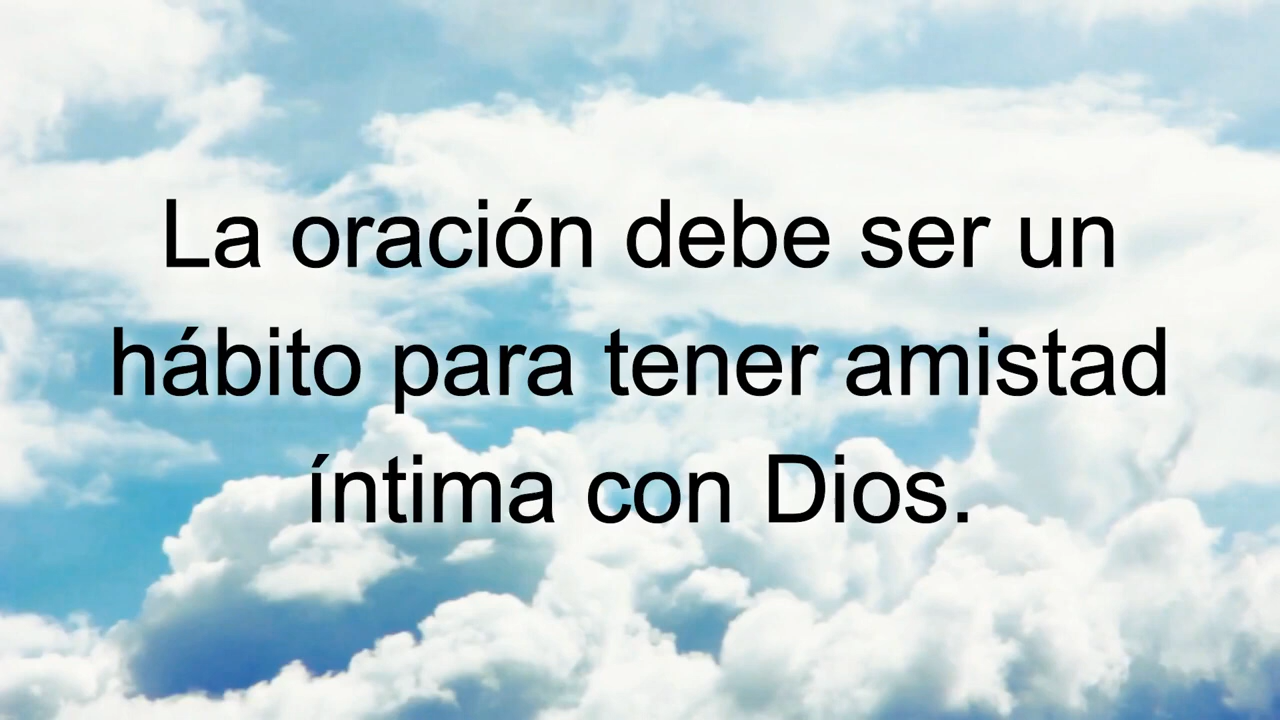 La oración debe ser un
hábito para tener amistad
íntima con Dios.